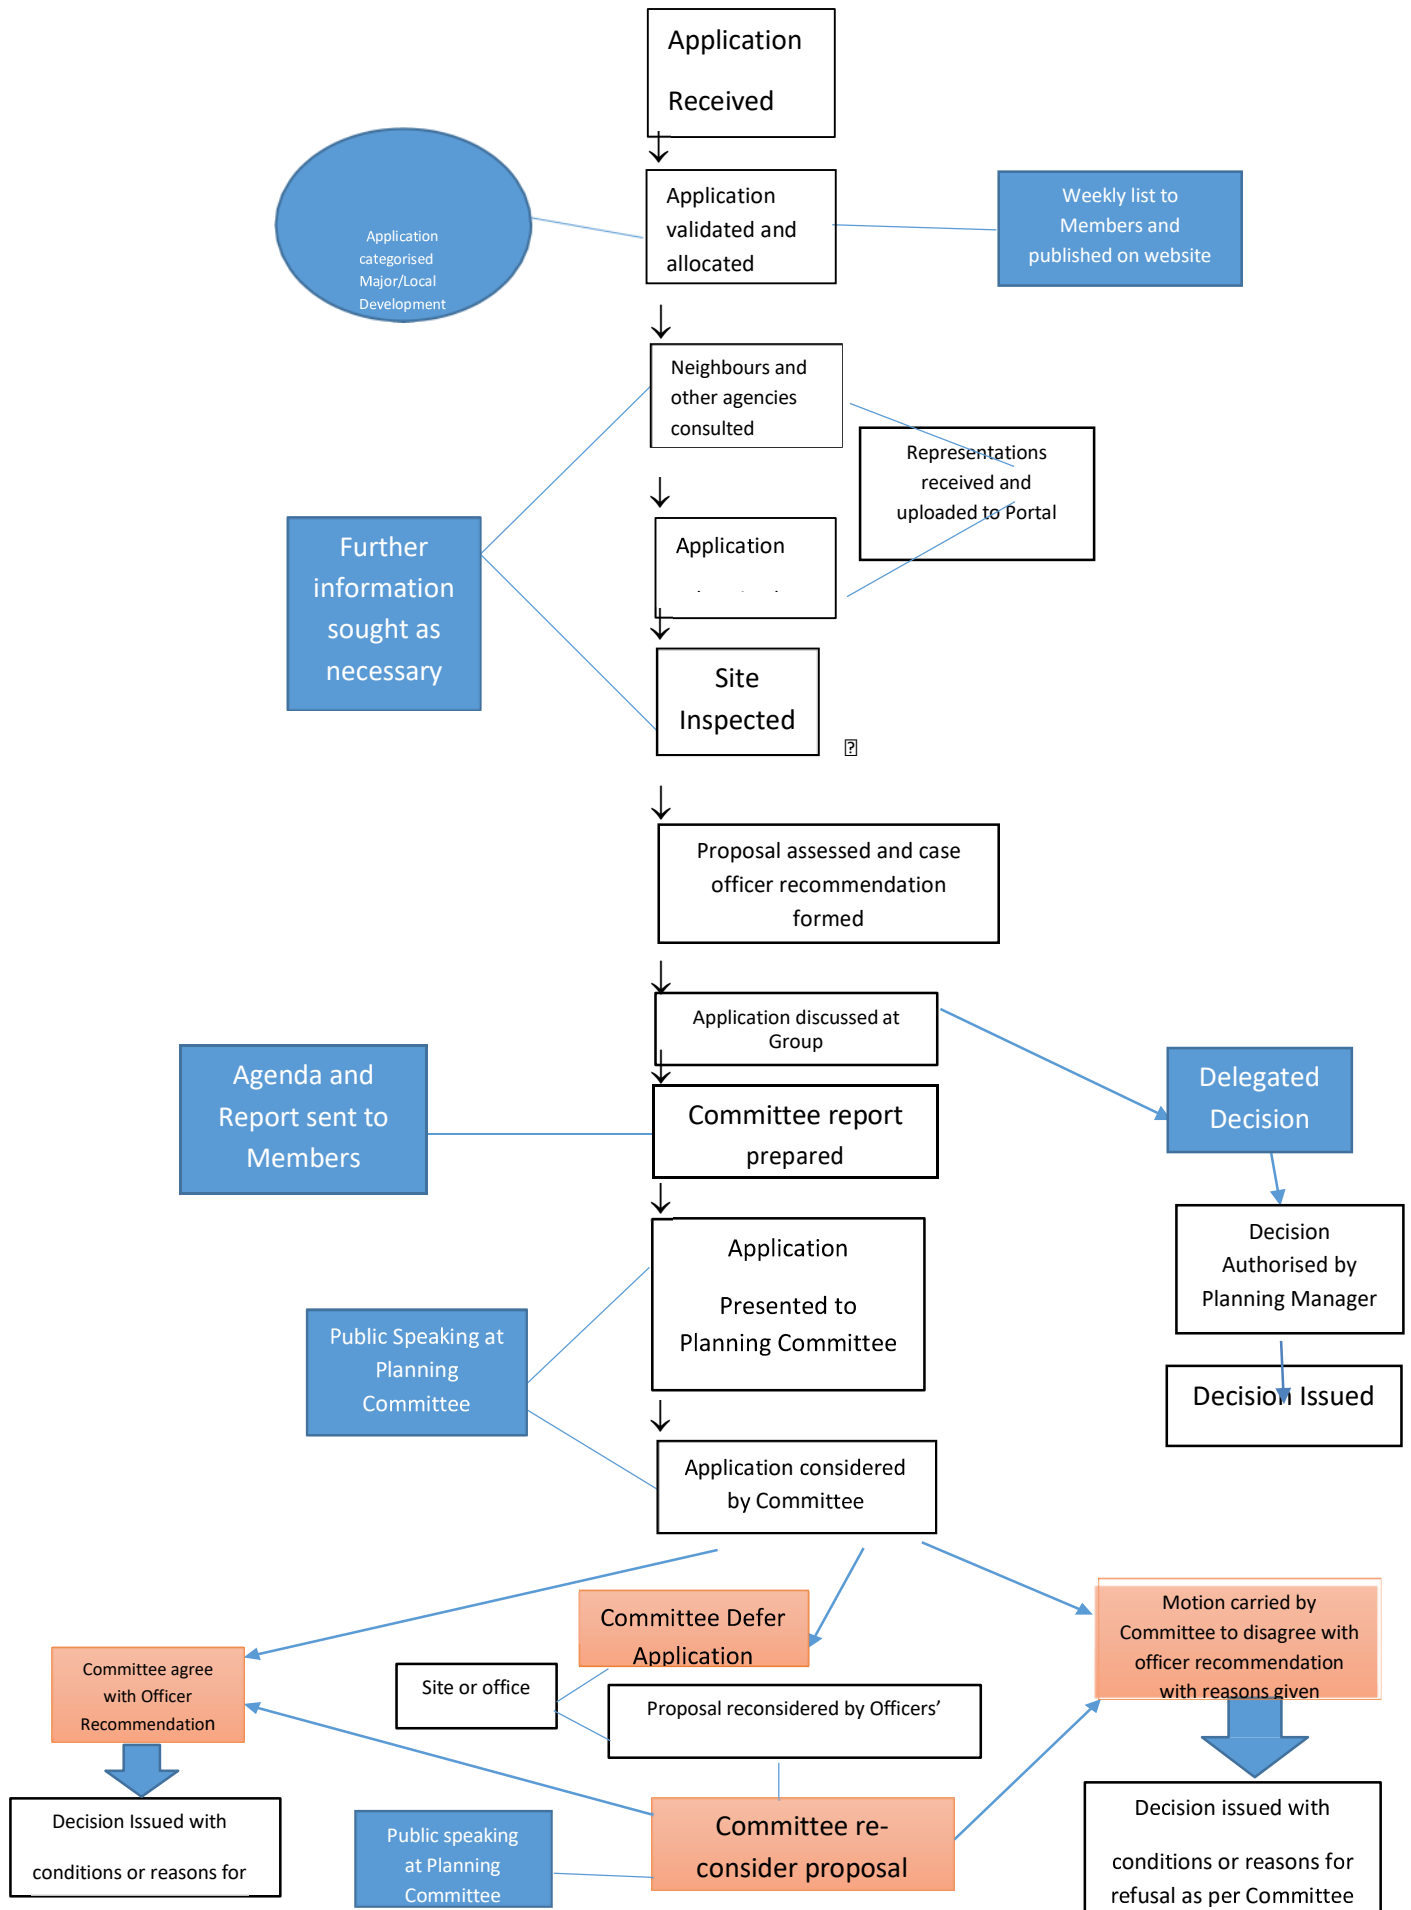 Application
Received
Application
categorised
Major/Local
Development
Application
validated and
allocated
Weekly list to
Members and
published on website
Neighbours and
other agencies
consulted
Representations
received and
uploaded to Portal
Further
information
sought as
necessary
Application
Site
Inspected
Proposal assessed and case
officer recommendation
formed
Application discussed at
Group
Agenda and
Report sent to
Members
Committee report
prepared
Delegated
Decision
Decision
Authorised by
Planning Manager
Decision Issued
Application
Presented to
Planning Committee
Public Speaking at
Planning
Committee
Application considered
by Committee
Committee Defer
Application
Motion carried by
Committee to disagree with
officer recommendation
with reasons given
Committee agree
with Officer
Recommendation
Site or office
Proposal reconsidered by Officers’
Decision Issued with
conditions or reasons for
Public speaking
at Planning
Committee
Committee re-
consider proposal
Decision issued with
conditions or reasons for
refusal as per Committee